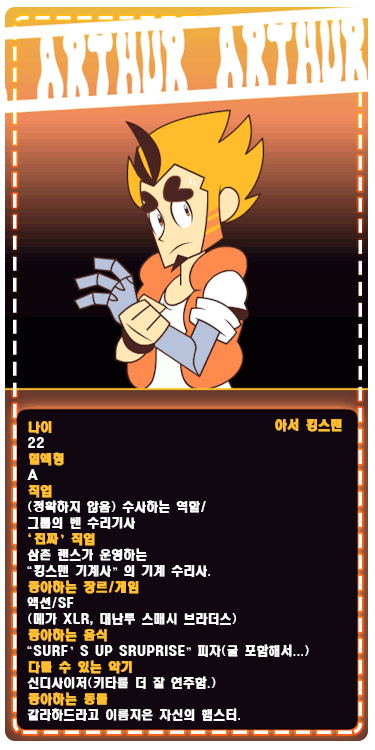 ARTHUR ARTHUR
아서 킹스맨
나이
22
혈액형
A
직업
(정확하지 않음) 수사하는 역할/
그룹의 벤 수리기사
‘진짜’ 직업
삼촌 랜스가 운영하는
“킹스맨 기계사” 의 기계 수리사.
좋아하는 장르/게임
액션/SF
(메가 XLR, 대난투 스매시 브라더스)
좋아하는 음식
“SURF’ S UP SRUPRISE” 피자(굴 포함해서...)
다룰 수 있는 악기
신디사이저(키타를 더 잘 연주함.)
좋아하는 동물
갈라하드라고 이름지은 자신의 햄스터.